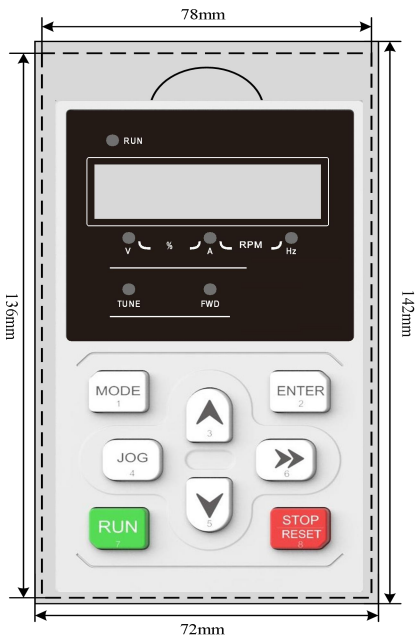 78mm
RUN
V % A RPM Hz
TUNE FWD
136mm
142mm
MODE ENTER
1 2
3
JOG
4 6
5
RUN STOP
RESET
7 8
72mm